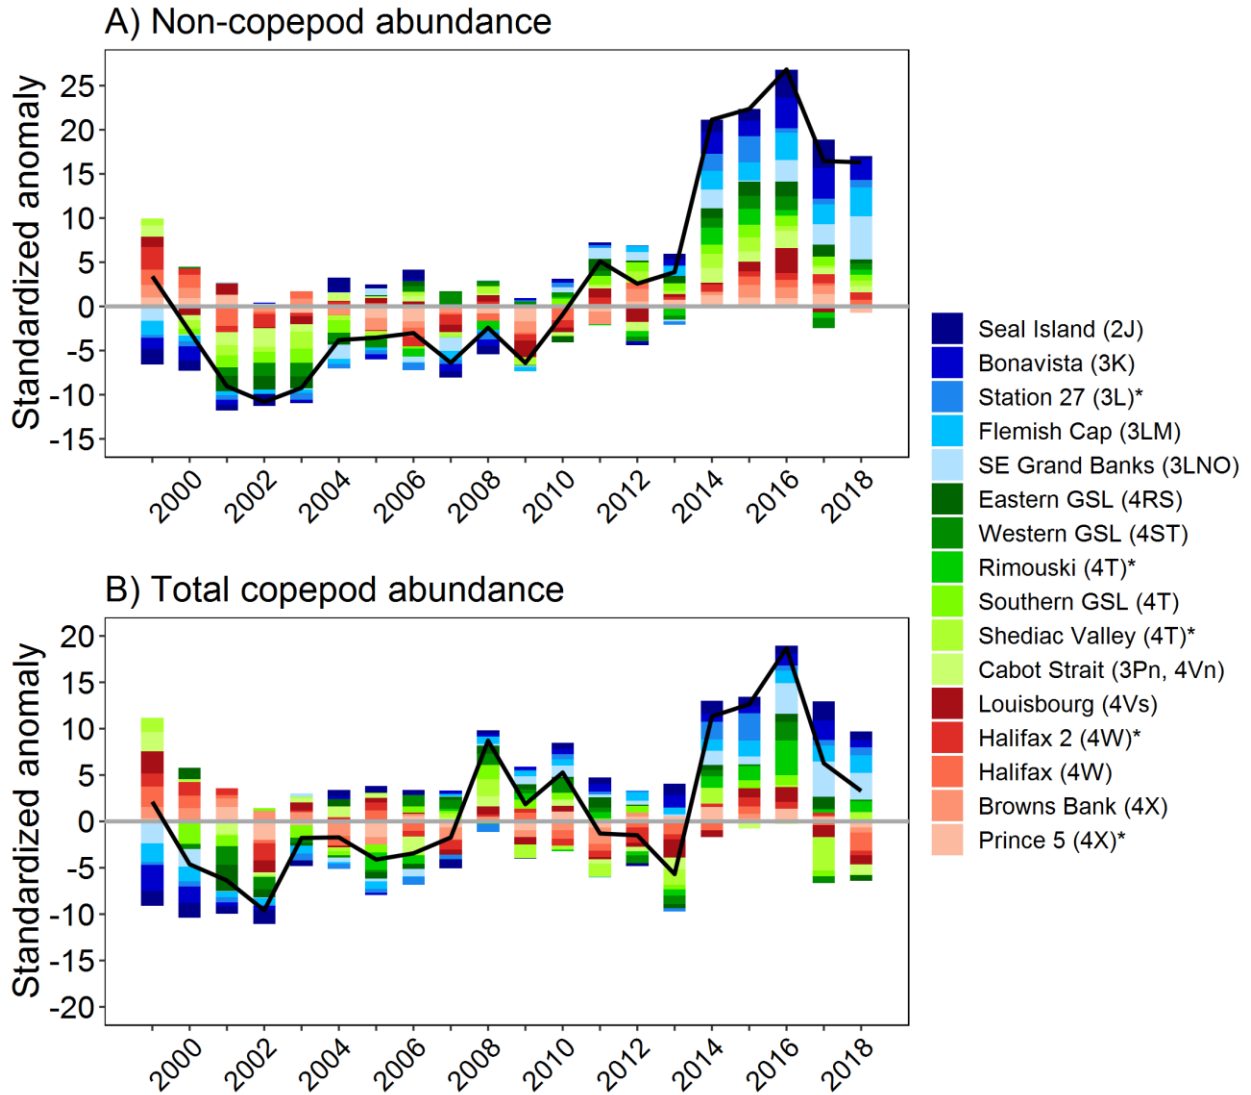 A) Non-copepod abundance
Standardized anomaly
25
20
15
10
5
0
-5
-10
-15
2000
2002
2004
2006
2008
2010
2012
2014
2016
2018
B) Total copepod abundance
Standardized anomaly
20
15
10
5
0
-5
-10
-15
-20
2000
2002
2004
2006
2008
2010
2012
2014
2016
2018
Seal Island (2J)
Bonavista (3K)
Station 27 (3L)*
Flemish Cap (3LM)
SE Grand Banks (3LNO)
Eastern GSL (4RS)
Western GSL (4ST)
Rimouski (4T)*
Southern GSL (4T)
Shediac Valley (4T)*
Cabot Strait (3Pn, 4Vn)
Louisbourg (4Vs)
Halifax 2 (4W)*
Halifax (4W)
Browns Bank (4X)
Prince 5 (4X)*